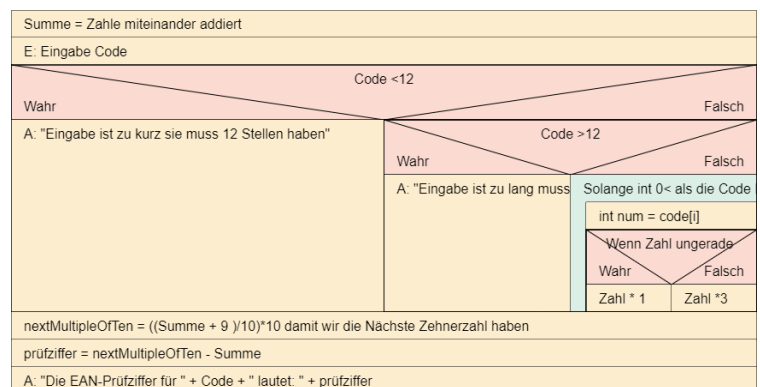 Summe = Zahle miteinander addiert
E: Eingabe Code
Code <12
Wahr
Falsch
A: "Eingabe ist zu kurz sie muss 12 Stellen haben"
Code >12
Wahr
Falsch
A: "Eingabe ist zu lang muss
Solange int 0< als die Code
int num = code[i]
Wenn Zahl ungerade
Wahr
Falsch
Zahl * 1
Zahl *3
nextMultipleOfTen = ((Summe + 9 )/10)*10 damit wir die Nächste Zehnerzahl haben
prüfziffer = nextMultipleOfTen - Summe
A: "Die EAN-Prüfziffer für " + Code + " lautet: " + prüfziffer